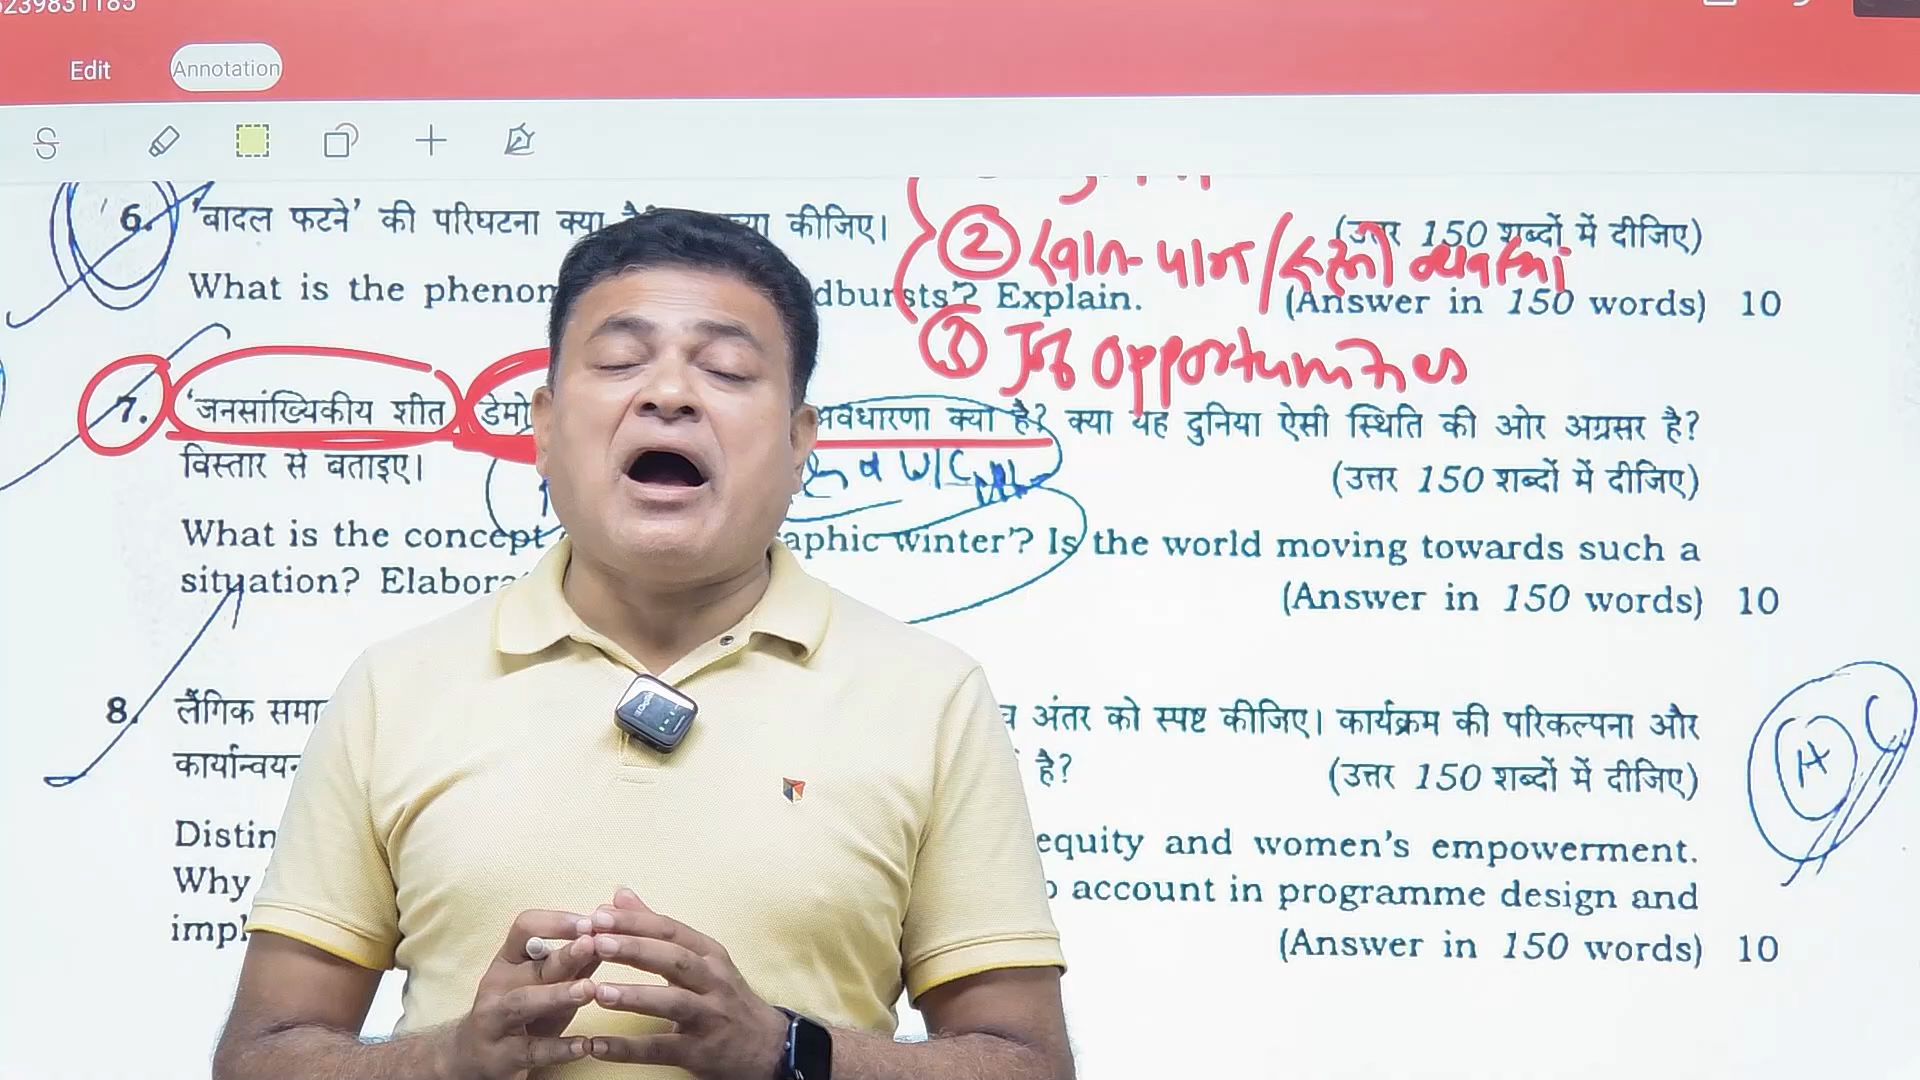 Edit Annotation
6. 'बादल फटने' की परिघटना क्या कीजिए। (उत्तर 150 शब्दों में दीजिए)
② खान-पान /
What is the phenom dbursts'? Explain. (Answer in 150 words) 10
③ Job opportunities
7. 'जनसांख्यिकीय शीत डेमो अवधारणा क्या है? क्या यह दुनिया ऐसी स्थिति की ओर अग्रसर है?
विस्तार से बताइए। (उत्तर 150 शब्दों में दीजिए)
What is the concept aphic winter'? Is the world moving towards such a
situation? Elabora (Answer in 150 words) 10
8. लैंगिक समा अंतर को स्पष्ट कीजिए। कार्यक्रम की परिकल्पना और
कार्यान्वयन है? (उत्तर 150 शब्दों में दीजिए)
Distin equity and women's empowerment.
Why account in programme design and
impl (Answer in 150 words) 10